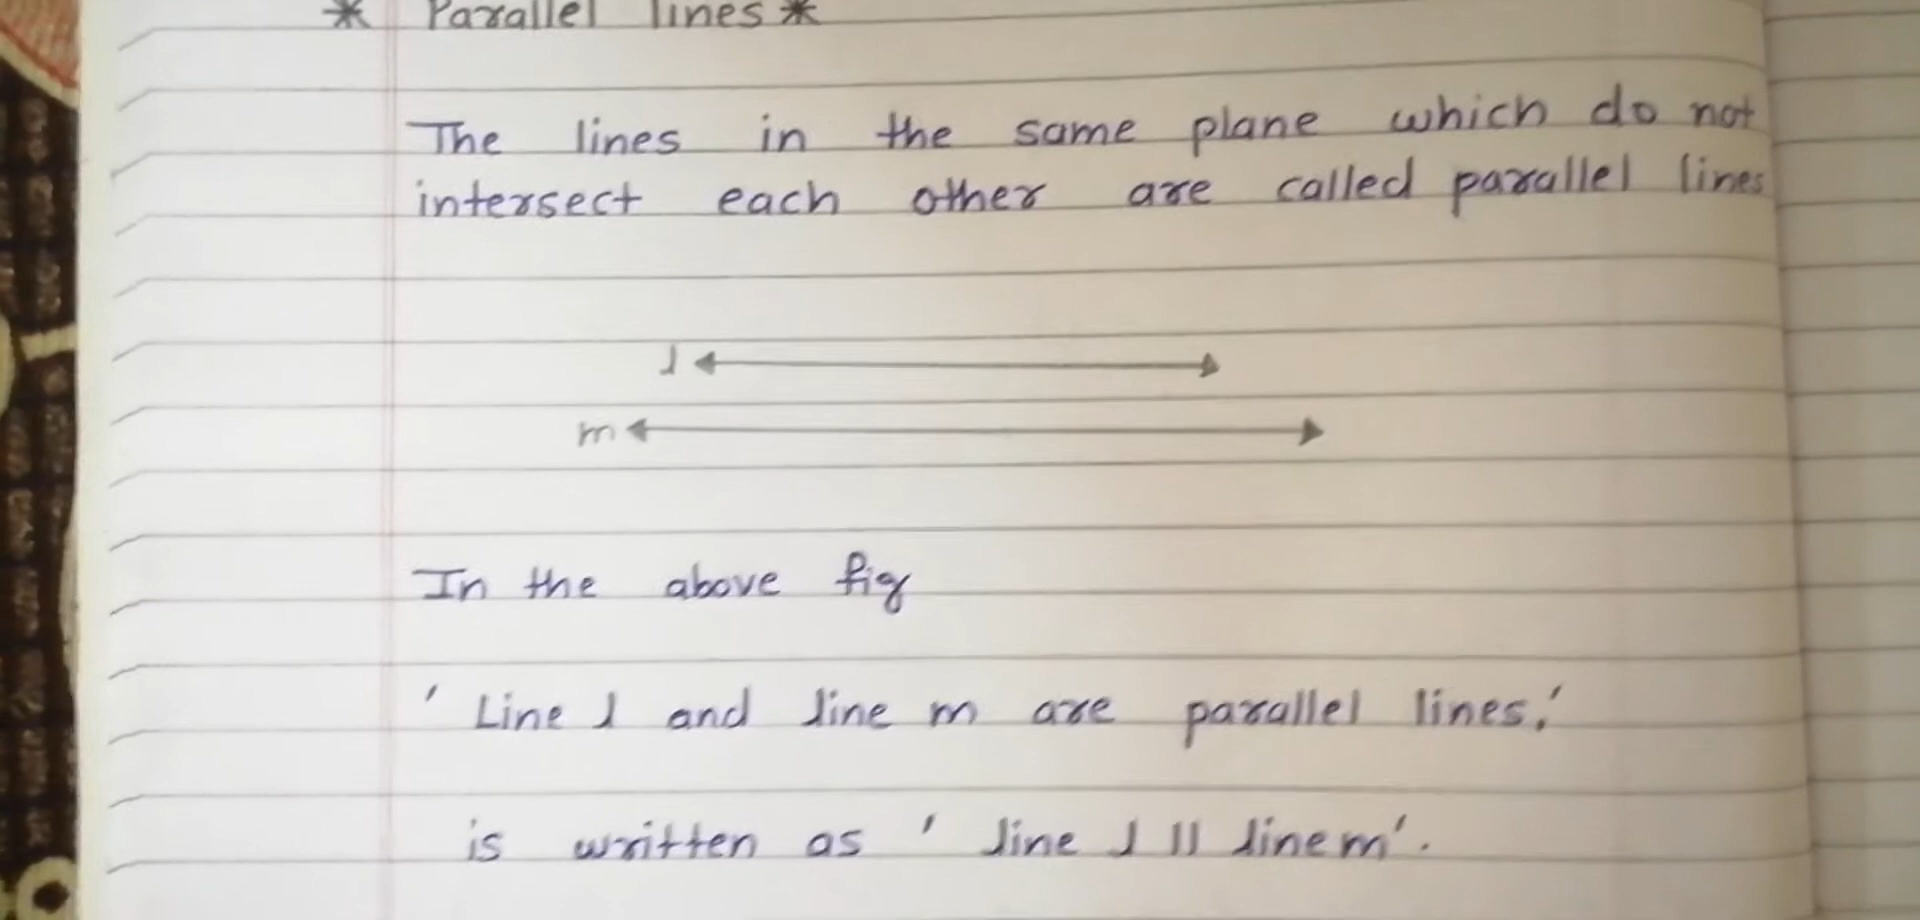 * Parallel lines *
The lines in the same plane which do not
intersect each other are called parallel lines
l
m
In the above fig
' Line l and line m are parallel lines.'
is written as ' line l || line m'.